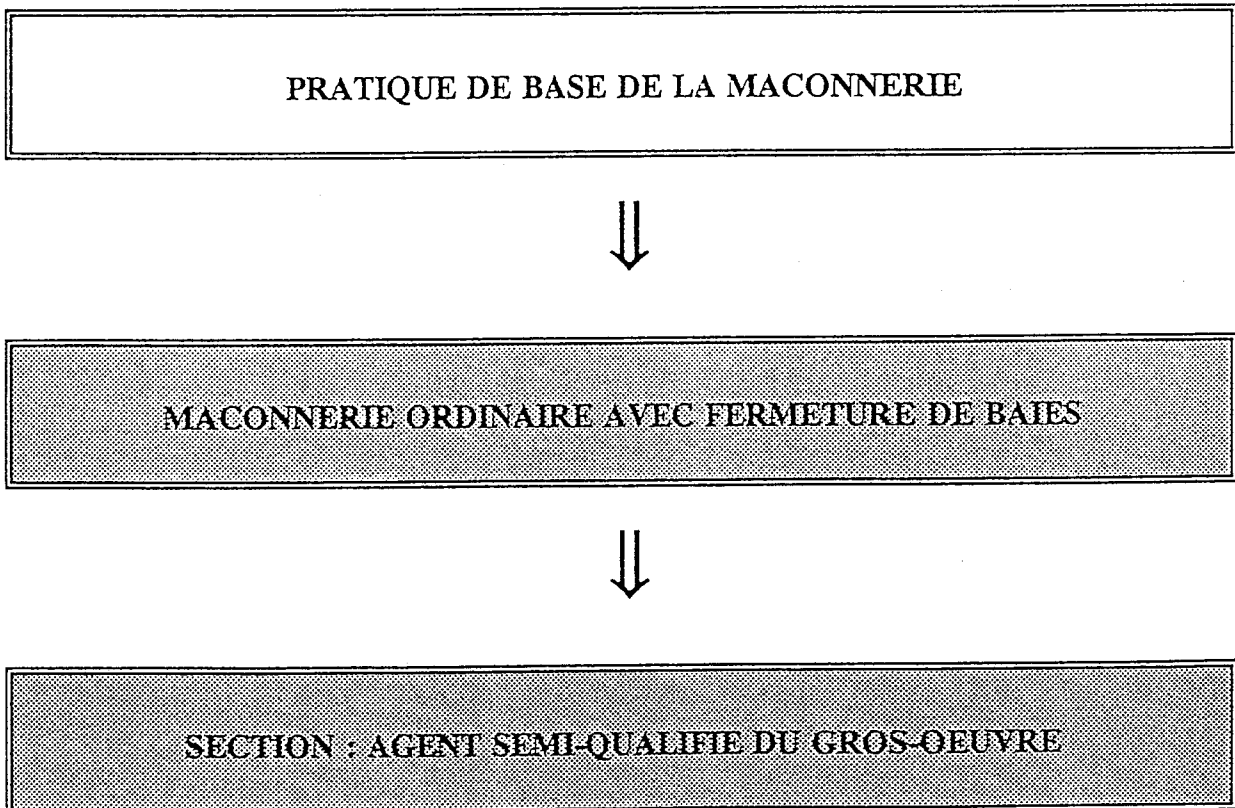 PRATIQUE DE BASE DE LA MACONNERIE
MACONNERIE ORDINAIRE AVEC FERMETURE DE BAIES
SECTION : AGENT SEMI-QUALIFIE DU GROS-OEUVRE